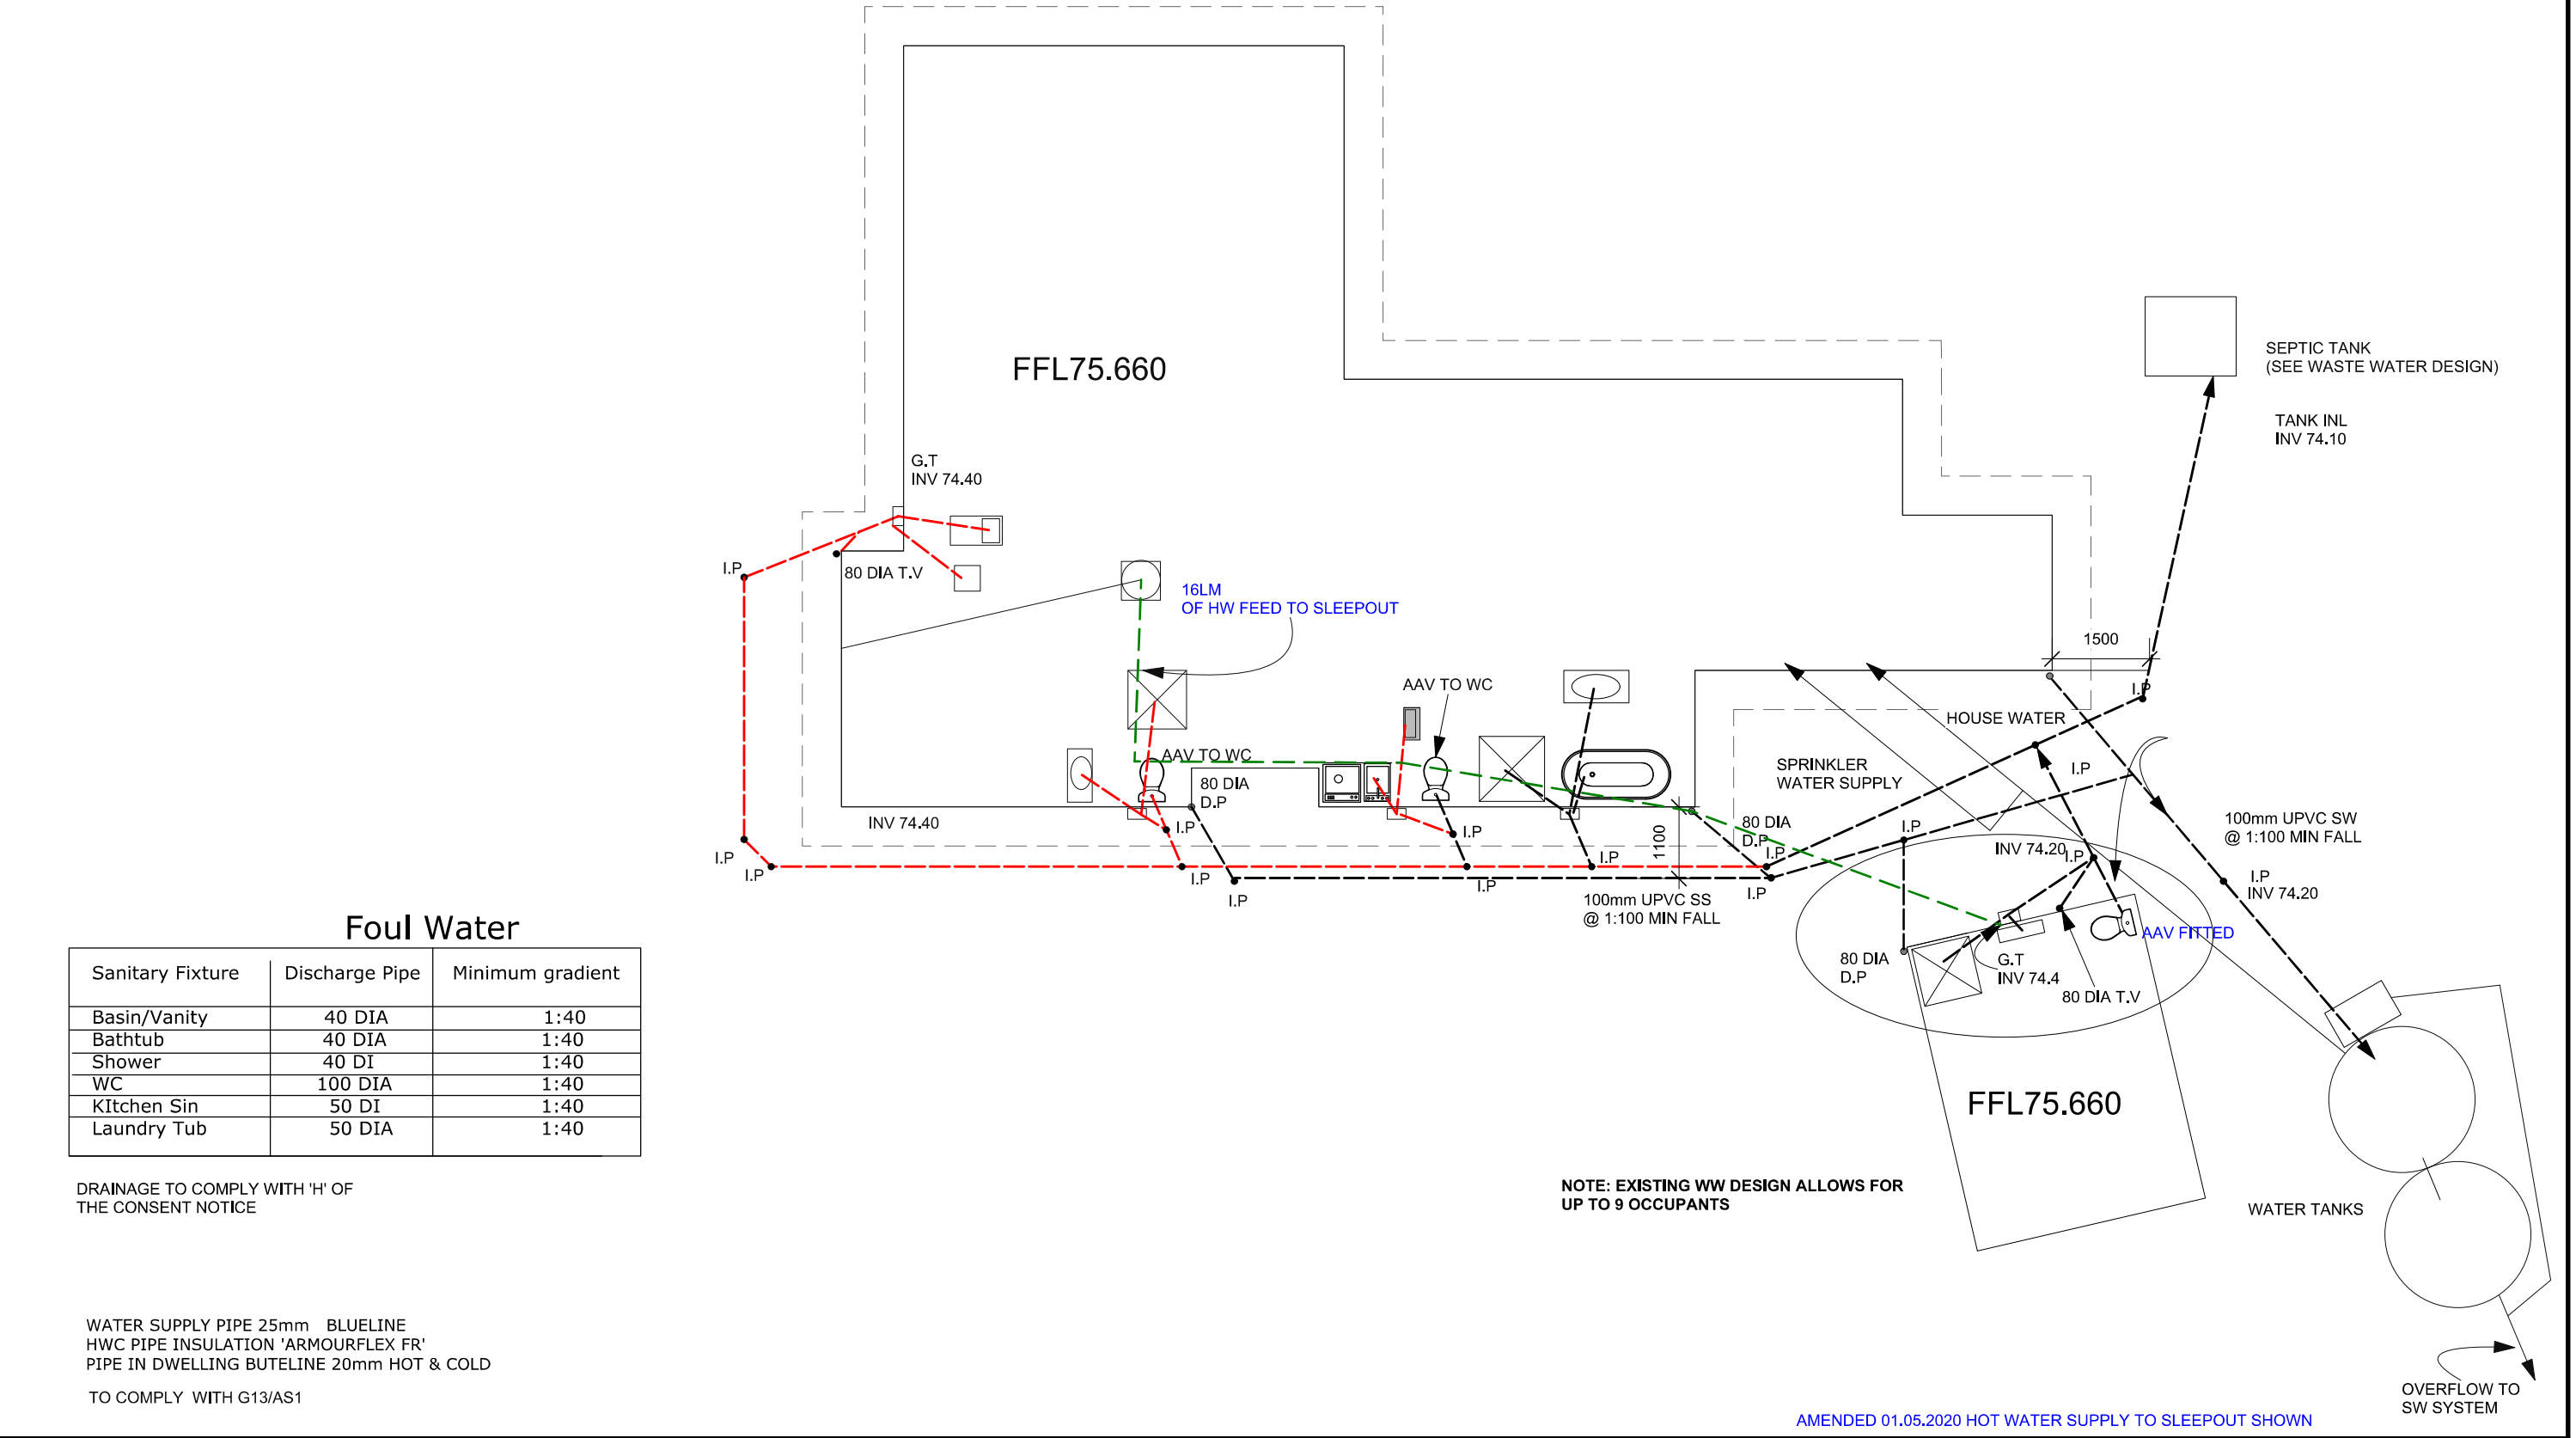 FFL75.660
SEPTIC TANK
(SEE WASTE WATER DESIGN)
TANK INL
INV 74.10
G.T
INV 74.40
I.P
80 DIA T.V
16LM
OF HW FEED TO SLEEPOUT
1500
AAV TO WC
I.P
HOUSE WATER
AAV TO WC
SPRINKLER
WATER SUPPLY
I.P
80 DIA
D.P
INV 74.40
I.P
I.P
80 DIA
D.P
I.P
1100
I.P
100mm UPVC SW
@ 1:100 MIN FALL
INV 74.20
I.P
I.P
I.P
I.P
I.P
I.P
I.P
I.P
I.P
I.P
INV 74.20
100mm UPVC SS
@ 1:100 MIN FALL
AAV FITTED
80 DIA
D.P
G.T
INV 74.4
80 DIA T.V
Foul Water
Sanitary Fixture Discharge Pipe Minimum gradient
Basin/Vanity 40 DIA 1:40
Bathtub 40 DIA 1:40
Shower 40 DI 1:40
WC 100 DIA 1:40
KItchen Sin 50 DI 1:40
Laundry Tub 50 DIA 1:40
FFL75.660
DRAINAGE TO COMPLY WITH 'H' OF
THE CONSENT NOTICE
NOTE: EXISTING WW DESIGN ALLOWS FOR
UP TO 9 OCCUPANTS
WATER TANKS
WATER SUPPLY PIPE 25mm BLUELINE
HWC PIPE INSULATION 'ARMOURFLEX FR'
PIPE IN DWELLING BUTELINE 20mm HOT & COLD
TO COMPLY WITH G13/AS1
OVERFLOW TO
SW SYSTEM
AMENDED 01.05.2020 HOT WATER SUPPLY TO SLEEPOUT SHOWN